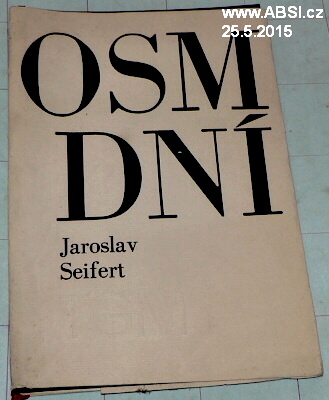 www.ABSI.cz
25.5.2015
OSM
DNÍ
Jaroslav
Seifert